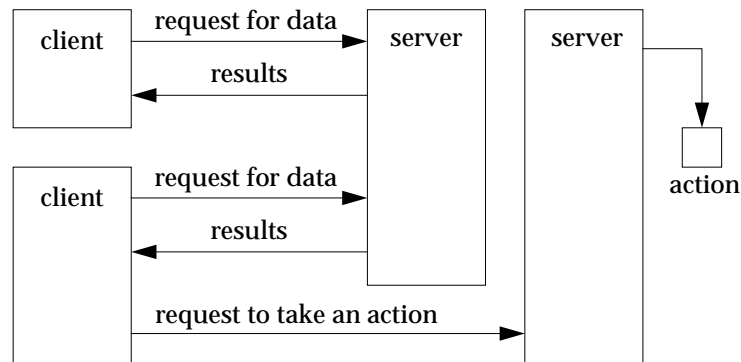 client
request for data
server
server
results
action
client
request for data
results
request to take an action